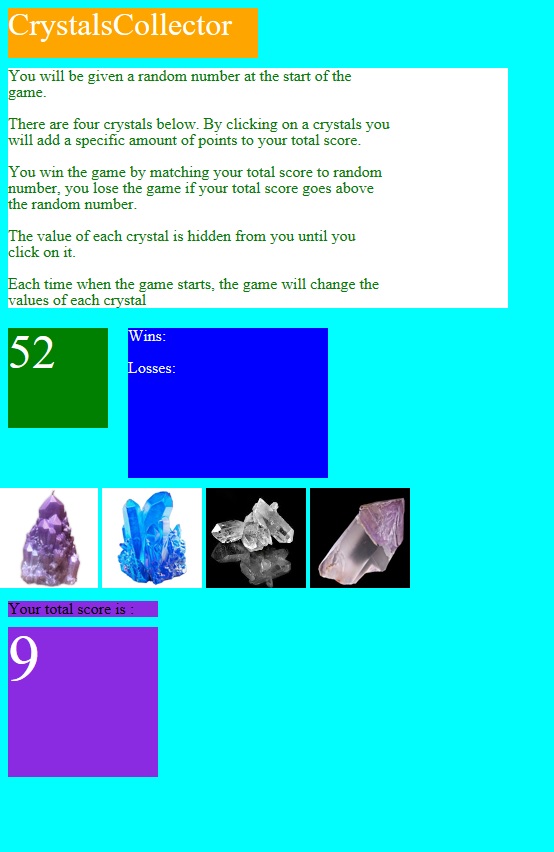 CrystalsCollector
You will be given a random number at the start of the
game.
There are four crystals below. By clicking on a crystals you
will add a specific amount of points to your total score.
You win the game by matching your total score to random
number, you lose the game if your total score goes above
the random number.
The value of each crystal is hidden from you until you
click on it.
Each time when the game starts, the game will change the
values of each crystal
52
Wins:
Losses:
Your total score is :
9